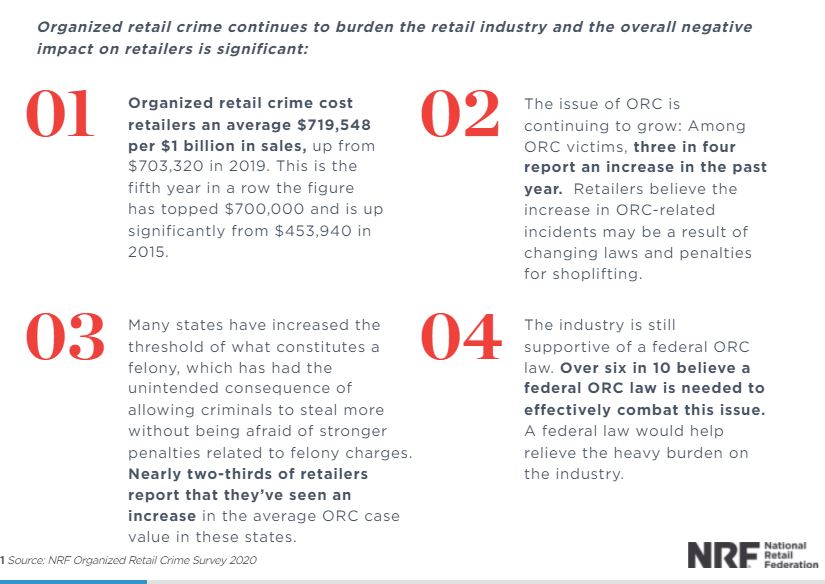 Organized retail crime continues to burden the retail industry and the overall negative
impact on retailers is significant:
01
Organized retail crime cost
retailers an average $719,548
per $1 billion in sales, up from
$703,320 in 2019. This is the
fifth year in a row the figure
has topped $700,000 and is up
significantly from $453,940 in
2015.
02
The issue of ORC is
continuing to grow: Among
ORC victims, three in four
report an increase in the past
year.  Retailers believe the
increase in ORC-related
incidents may be a result of
changing laws and penalties
for shoplifting.
03
Many states have increased the
threshold of what constitutes a
felony, which has had the
unintended consequence of
allowing criminals to steal more
without being afraid of stronger
penalties related to felony charges.
Nearly two-thirds of retailers
report that they’ve seen an
increase in the average ORC case
value in these states.
04
The industry is still
supportive of a federal ORC
law. Over six in 10 believe a
federal ORC law is needed to
effectively combat this issue.
A federal law would help
relieve the heavy burden on
the industry.
1 Source: NRF Organized Retail Crime Survey 2020
NRF
National
Retail
Federation